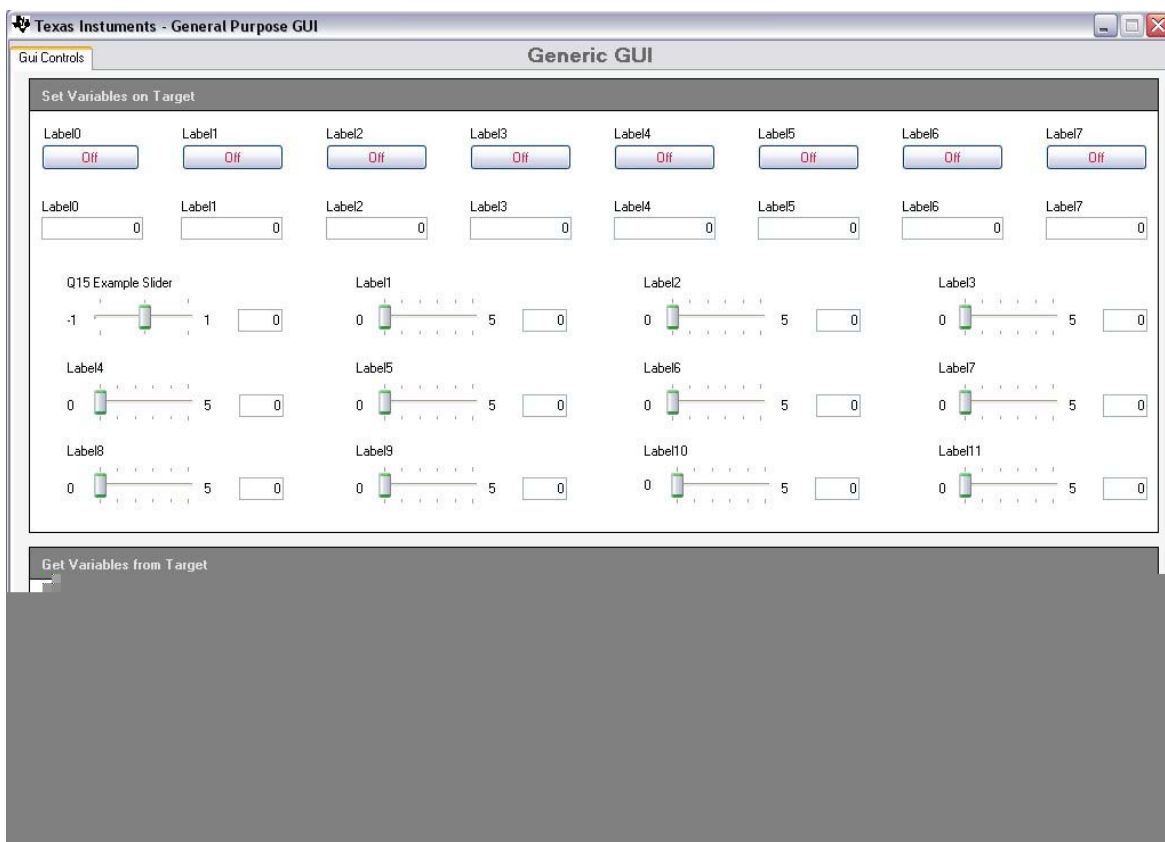 Texas Instuments - General Purpose GUI
Gui Controls
Generic GUI
Set Variables on Target
Label0 Label1 Label2 Label3 Label4 Label5 Label6 Label7
Off Off Off Off Off Off Off Off
Label0 Label1 Label2 Label3 Label4 Label5 Label6 Label7
0 0 0 0 0 0 0 0
Q15 Example Slider Label1 Label2 Label3
-1 1 0 0 5 0 0 5 0 0 5 0
Label4 Label5 Label6 Label7
0 5 0 0 5 0 0 5 0 0 5 0
Label8 Label9 Label10 Label11
0 5 0 0 5 0 0 5 0 0 5 0
Get Variables from Target